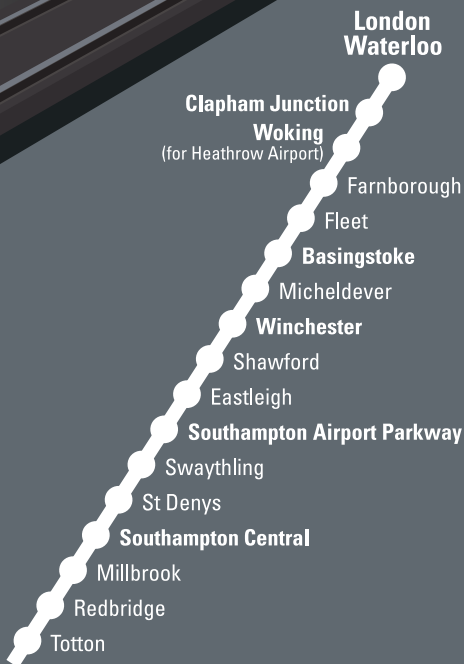 London
Waterloo
Clapham Junction
Woking
(for Heathrow Airport)
Farnborough
Fleet
Basingstoke
Micheldever
Winchester
Shawford
Eastleigh
Southampton Airport Parkway
Swaythling
St Denys
Southampton Central
Millbrook
Redbridge
Totton